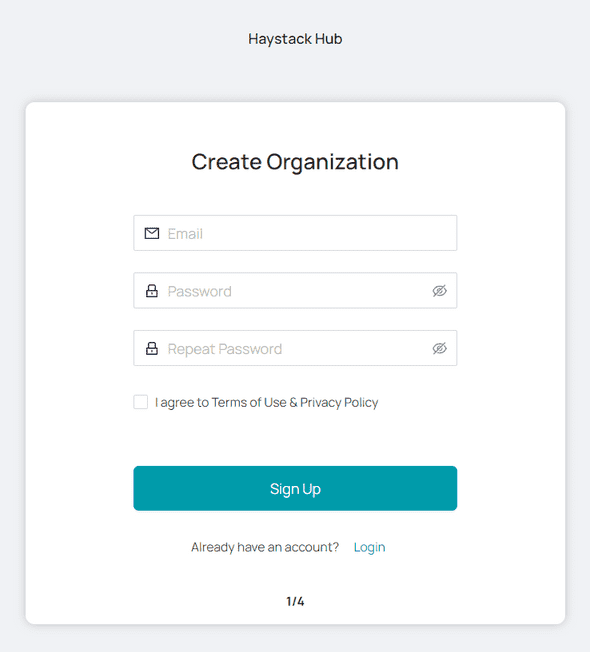 Haystack Hub
Create Organization
Email
Password
Repeat Password
I agree to Terms of Use & Privacy Policy
Sign Up
Already have an account? Login
1/4